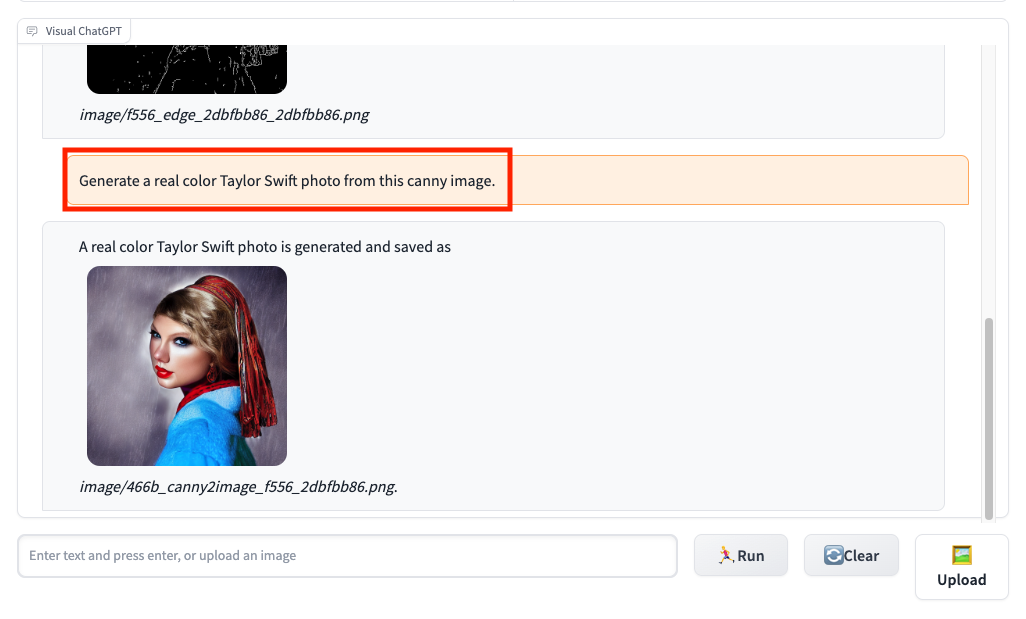 Visual ChatGPT
image/f556_edge_2dbfbb86_2dbfbb86.png
Generate a real color Taylor Swift photo from this canny image.
A real color Taylor Swift photo is generated and saved as
image/466b_canny2image_f556_2dbfbb86.png.
Enter text and press enter, or upload an image
Run
Clear
Upload